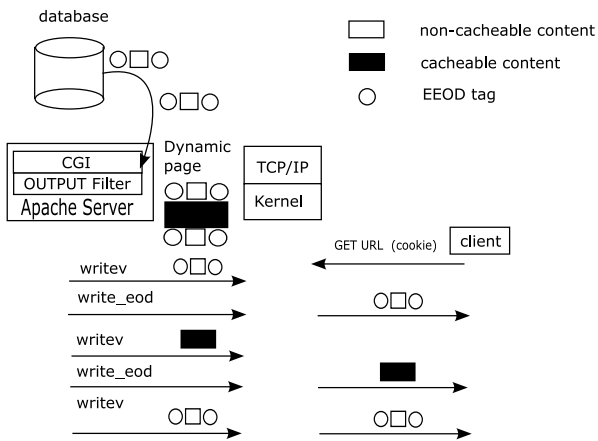 database
non-cacheable content
cacheable content
EEOD tag
CGI
OUTPUT Filter
Apache Server
Dynamic
page
TCP/IP
Kernel
GET URL (cookie)
client
writev
write_eod
writev
write_eod
writev